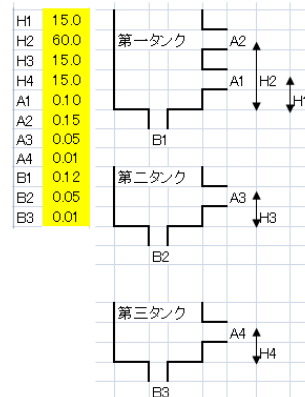 H1 15.0
H2 60.0
H3 15.0
H4 15.0
A1 0.10
A2 0.15
A3 0.05
A4 0.01
B1 0.12
B2 0.05
B3 0.01
第一タンク
A2
A1
H2
H1
B1
第二タンク
A3
H3
B2
第三タンク
A4
H4
B3